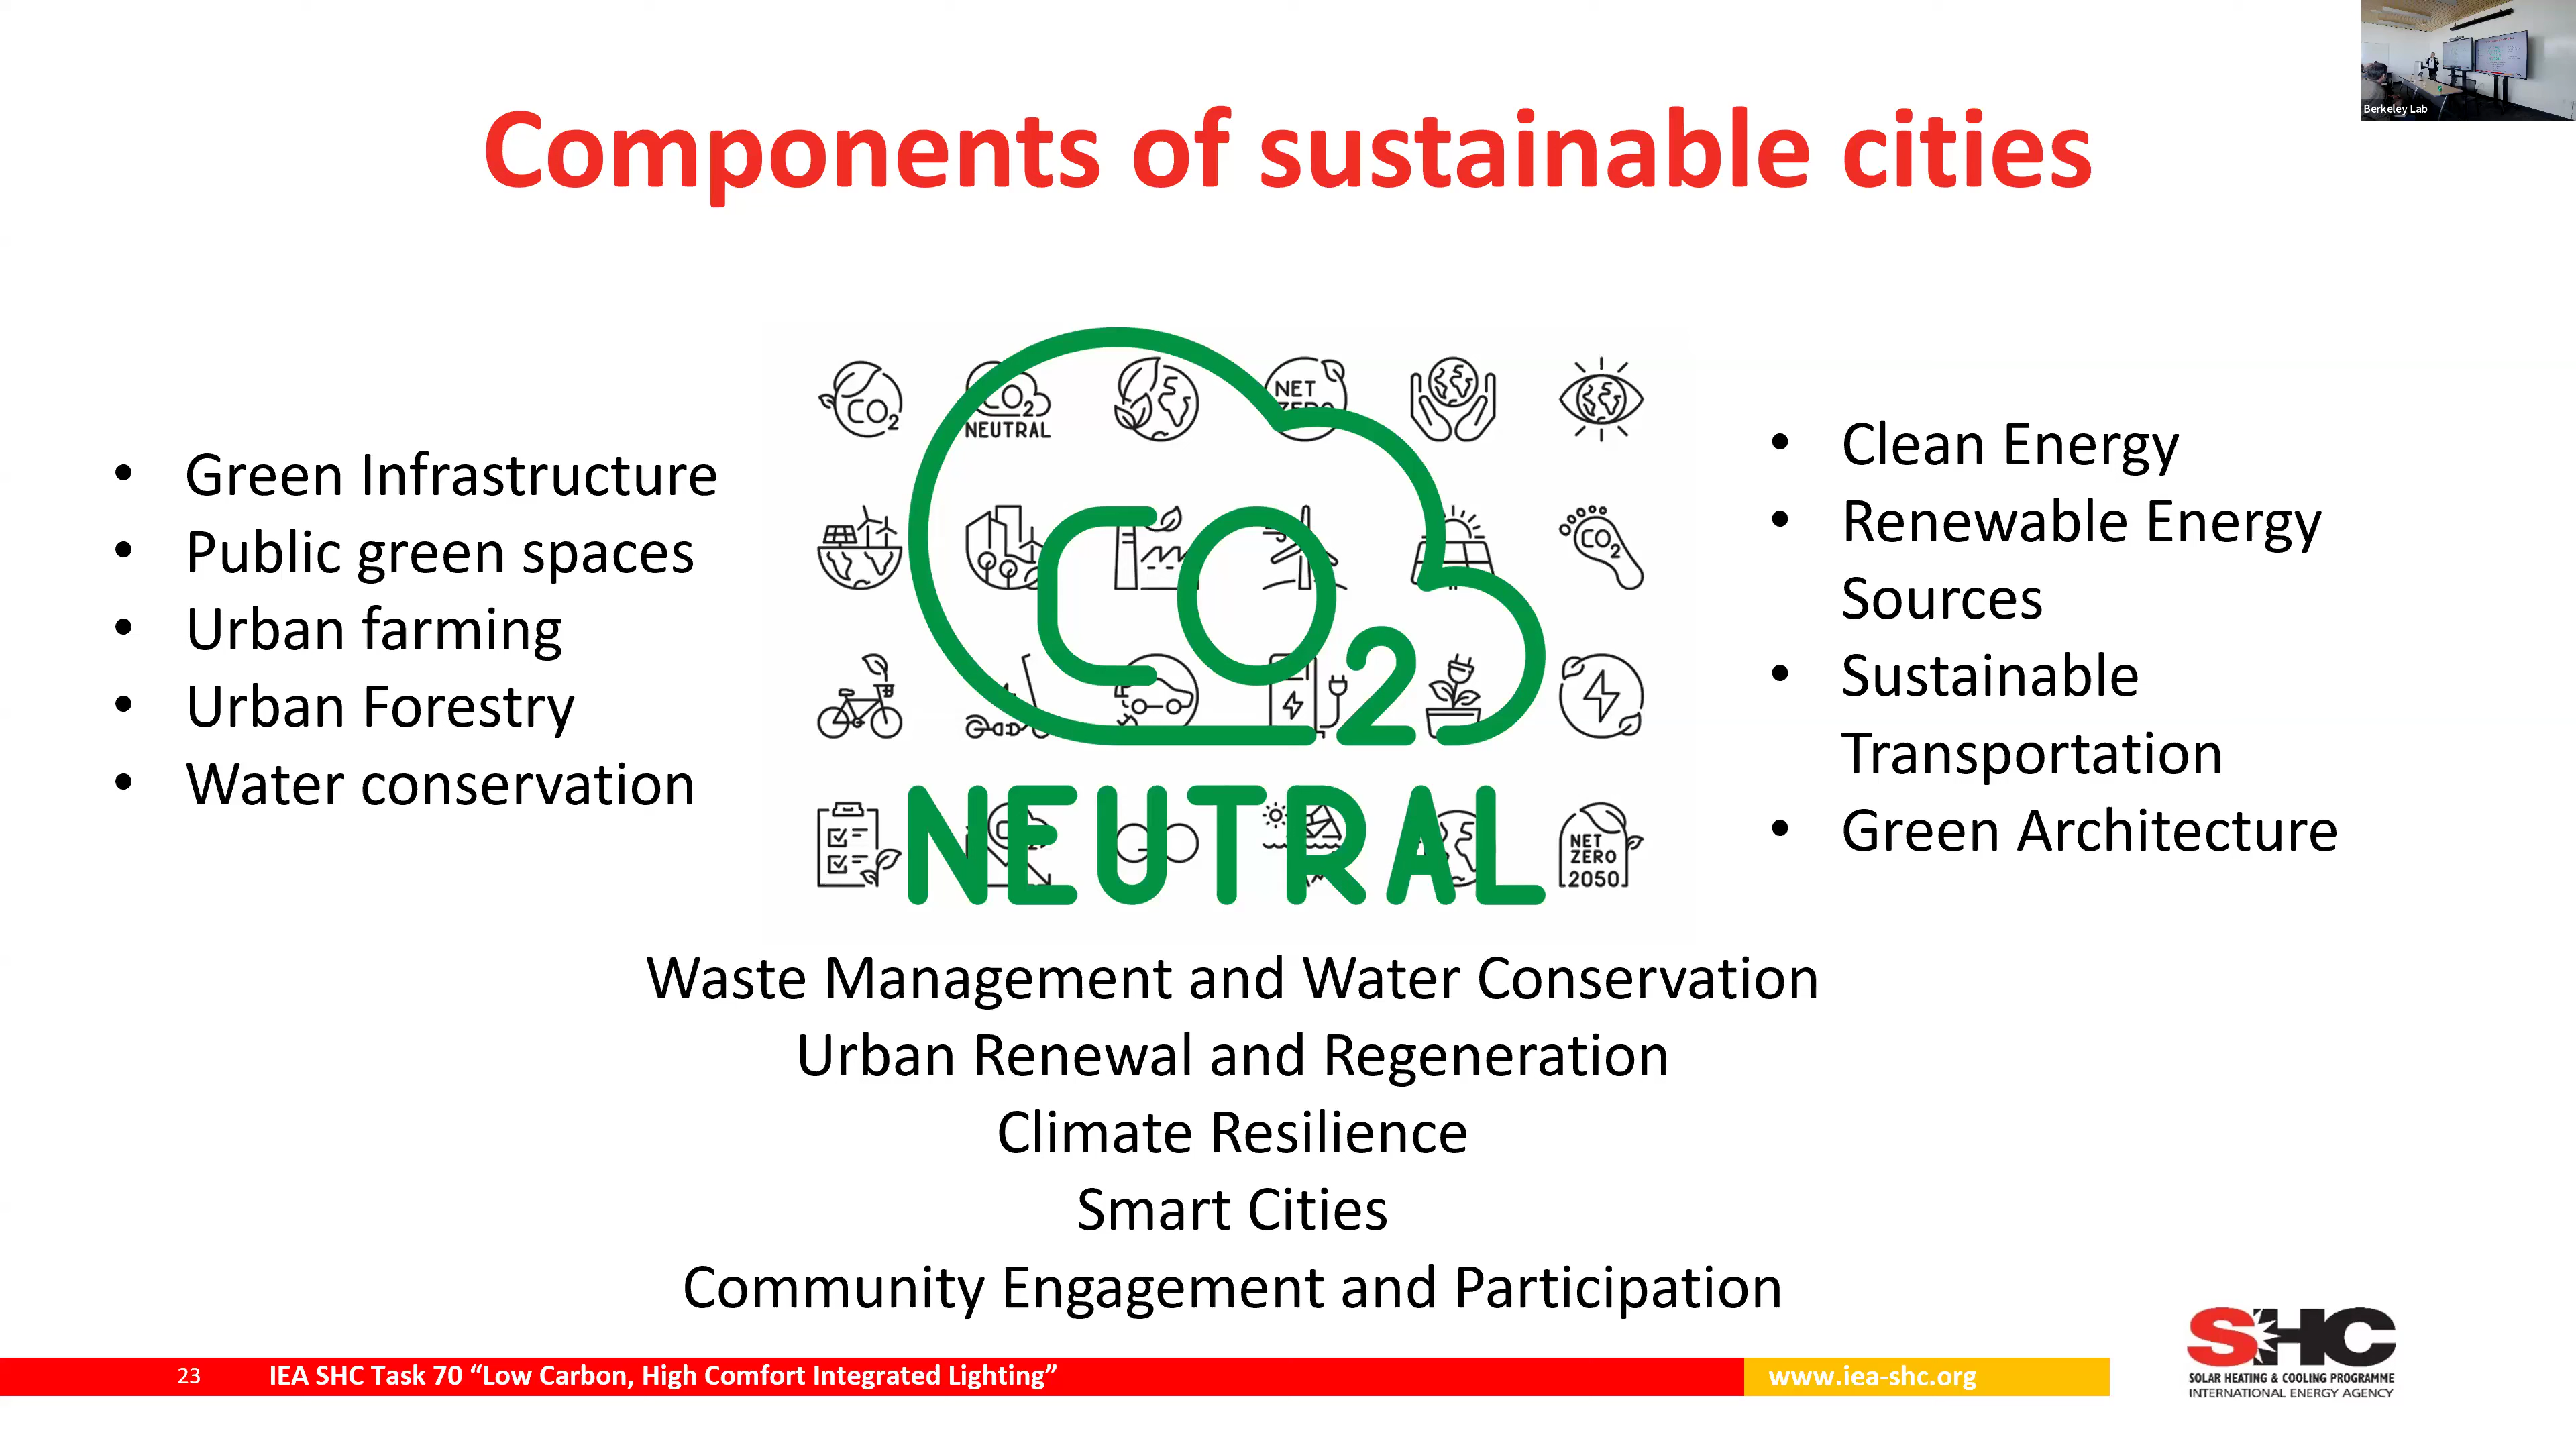 Berkeley Lab
Components of sustainable cities
• Green Infrastructure
• Public green spaces
• Urban farming
• Urban Forestry
• Water conservation
CO2
CO2
NEUTRAL
NET
ZERO
CO2
CO2
NEUTRAL
NET
ZERO
2050
• Clean Energy
• Renewable Energy
Sources
• Sustainable
Transportation
• Green Architecture
Waste Management and Water Conservation
Urban Renewal and Regeneration
Climate Resilience
Smart Cities
Community Engagement and Participation
23
IEA SHC Task 70 “Low Carbon, High Comfort Integrated Lighting”
www.iea-shc.org
SHC
SOLAR HEATING & COOLING PROGRAMME
INTERNATIONAL ENERGY AGENCY